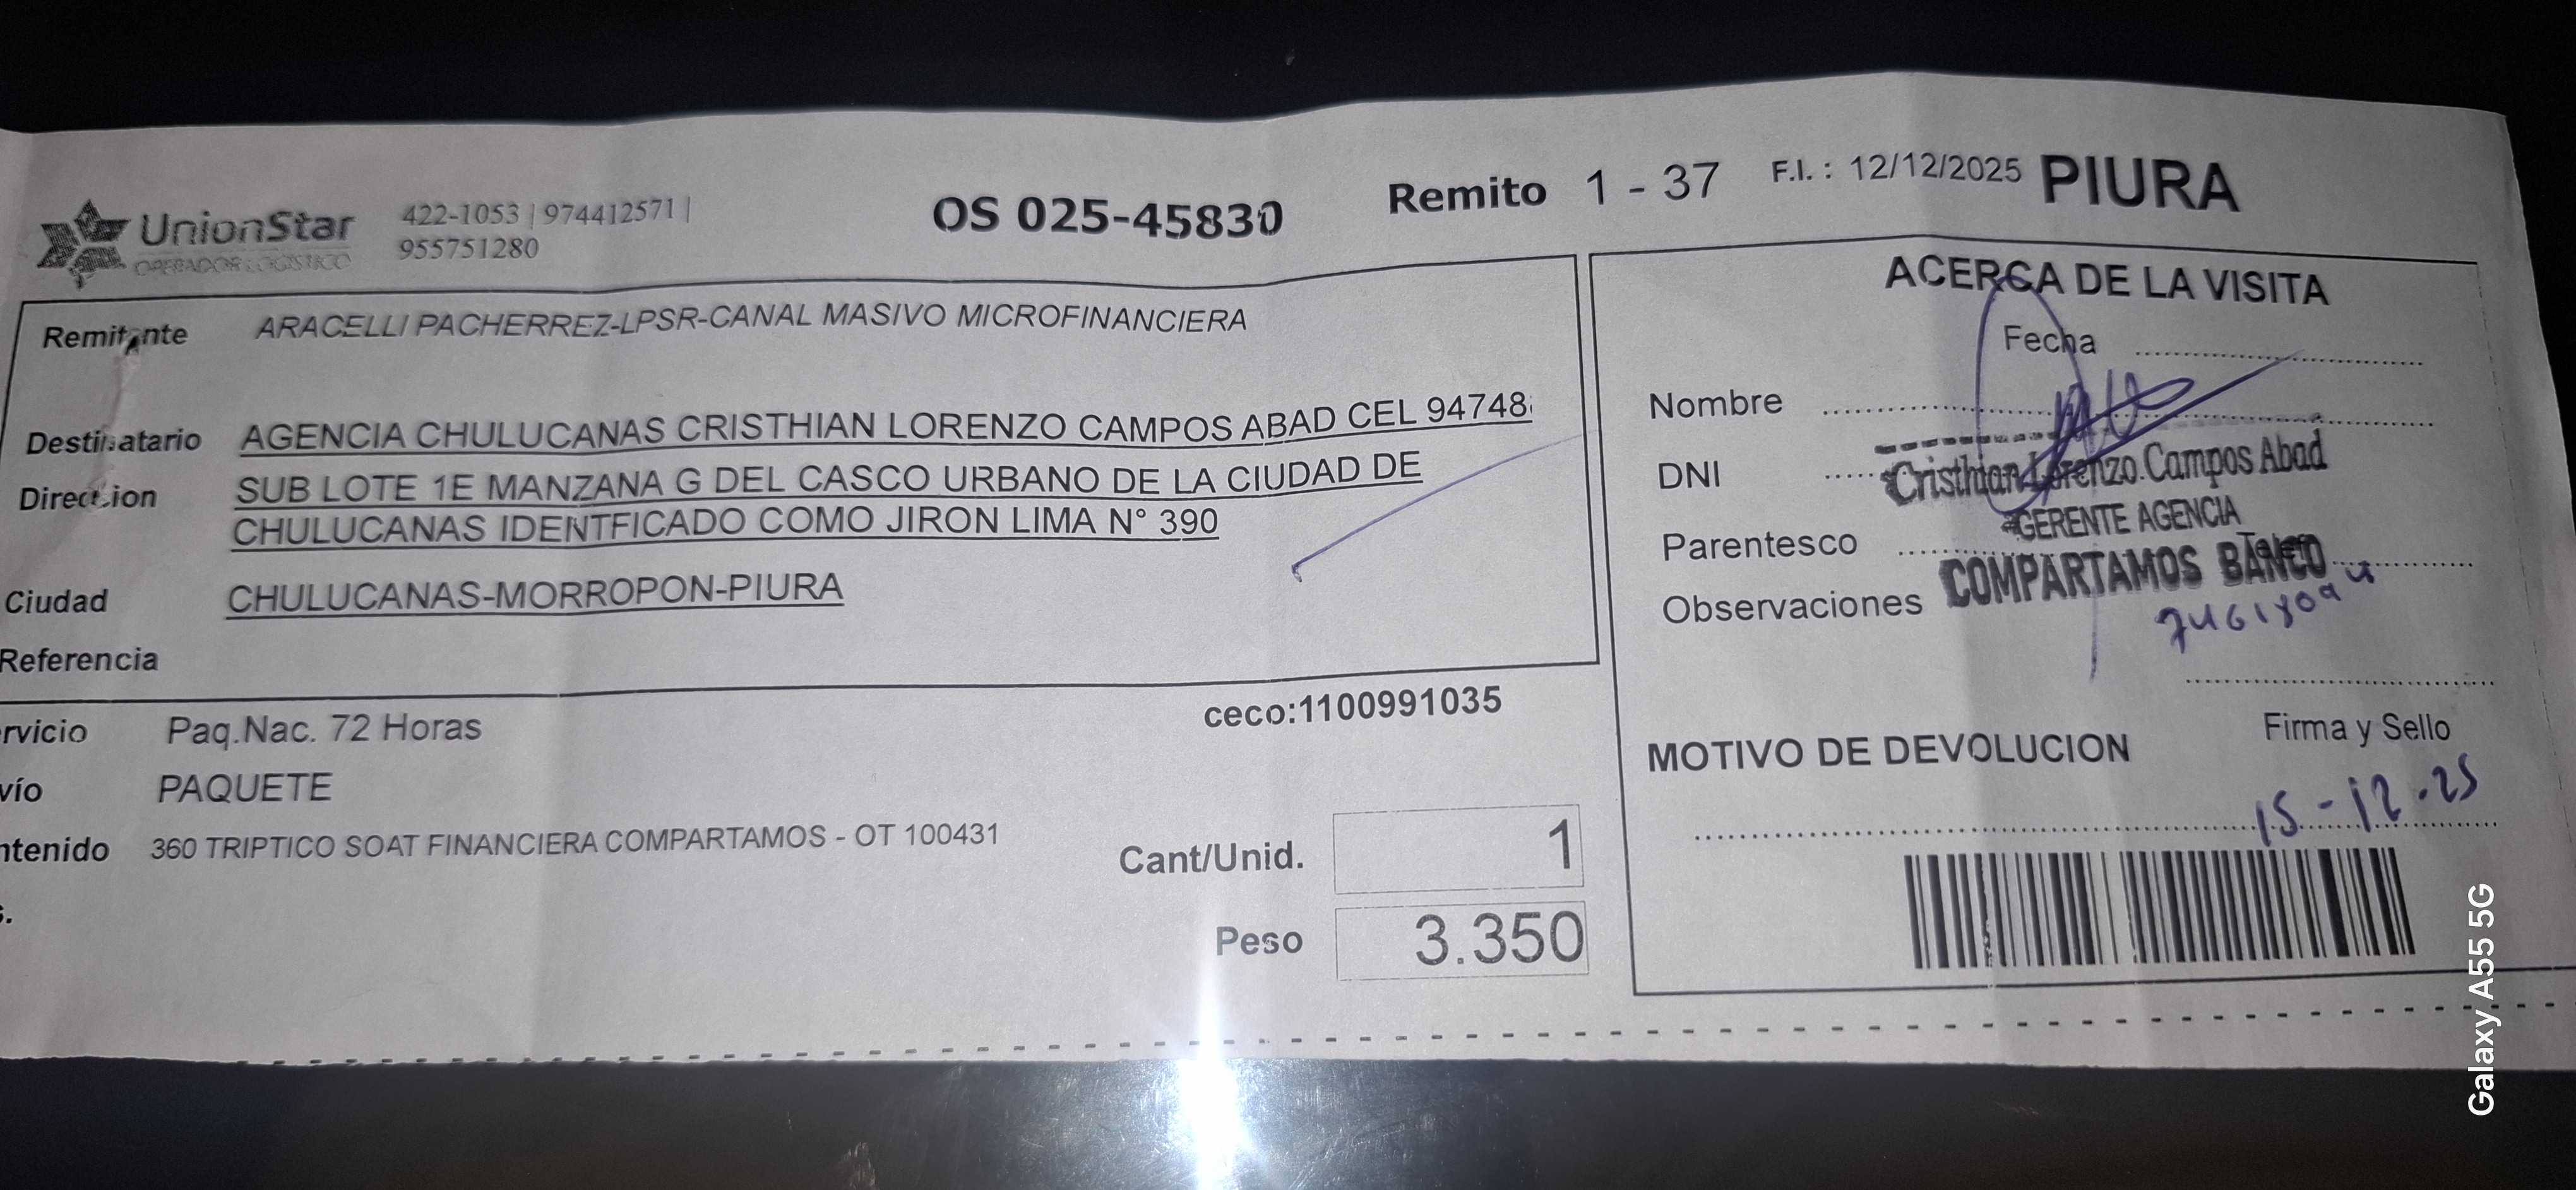 UnionStar
OPERADOR LOGISTICO
422-1053 | 974412571 |
955751280
OS 025-45830
Remito 1 - 37
F.I. : 12/12/2025
PIURA
Remitente ARACELLI PACHERREZ-LPSR-CANAL MASIVO MICROFINANCIERA
Destinatario AGENCIA CHULUCANAS CRISTHIAN LORENZO CAMPOS ABAD CEL 94748
Direccion SUB LOTE 1E MANZANA G DEL CASCO URBANO DE LA CIUDAD DE
CHULUCANAS IDENTFICADO COMO JIRON LIMA N° 390
Ciudad CHULUCANAS-MORROPON-PIURA
Referencia
ceco:1100991035
rvicio Paq.Nac. 72 Horas
vío PAQUETE
ntenido 360 TRIPTICO SOAT FINANCIERA COMPARTAMOS - OT 100431
s.
Cant/Unid. 1
Peso 3.350
ACERCA DE LA VISITA
Fecha
Nombre
DNI
Cristhian Lorenzo Campos Abad
GERENTE AGENCIA
Parentesco
COMPARTAMOS BANCO
Observaciones
Firma y Sello
MOTIVO DE DEVOLUCION
15-12-25
Galaxy A55 5G